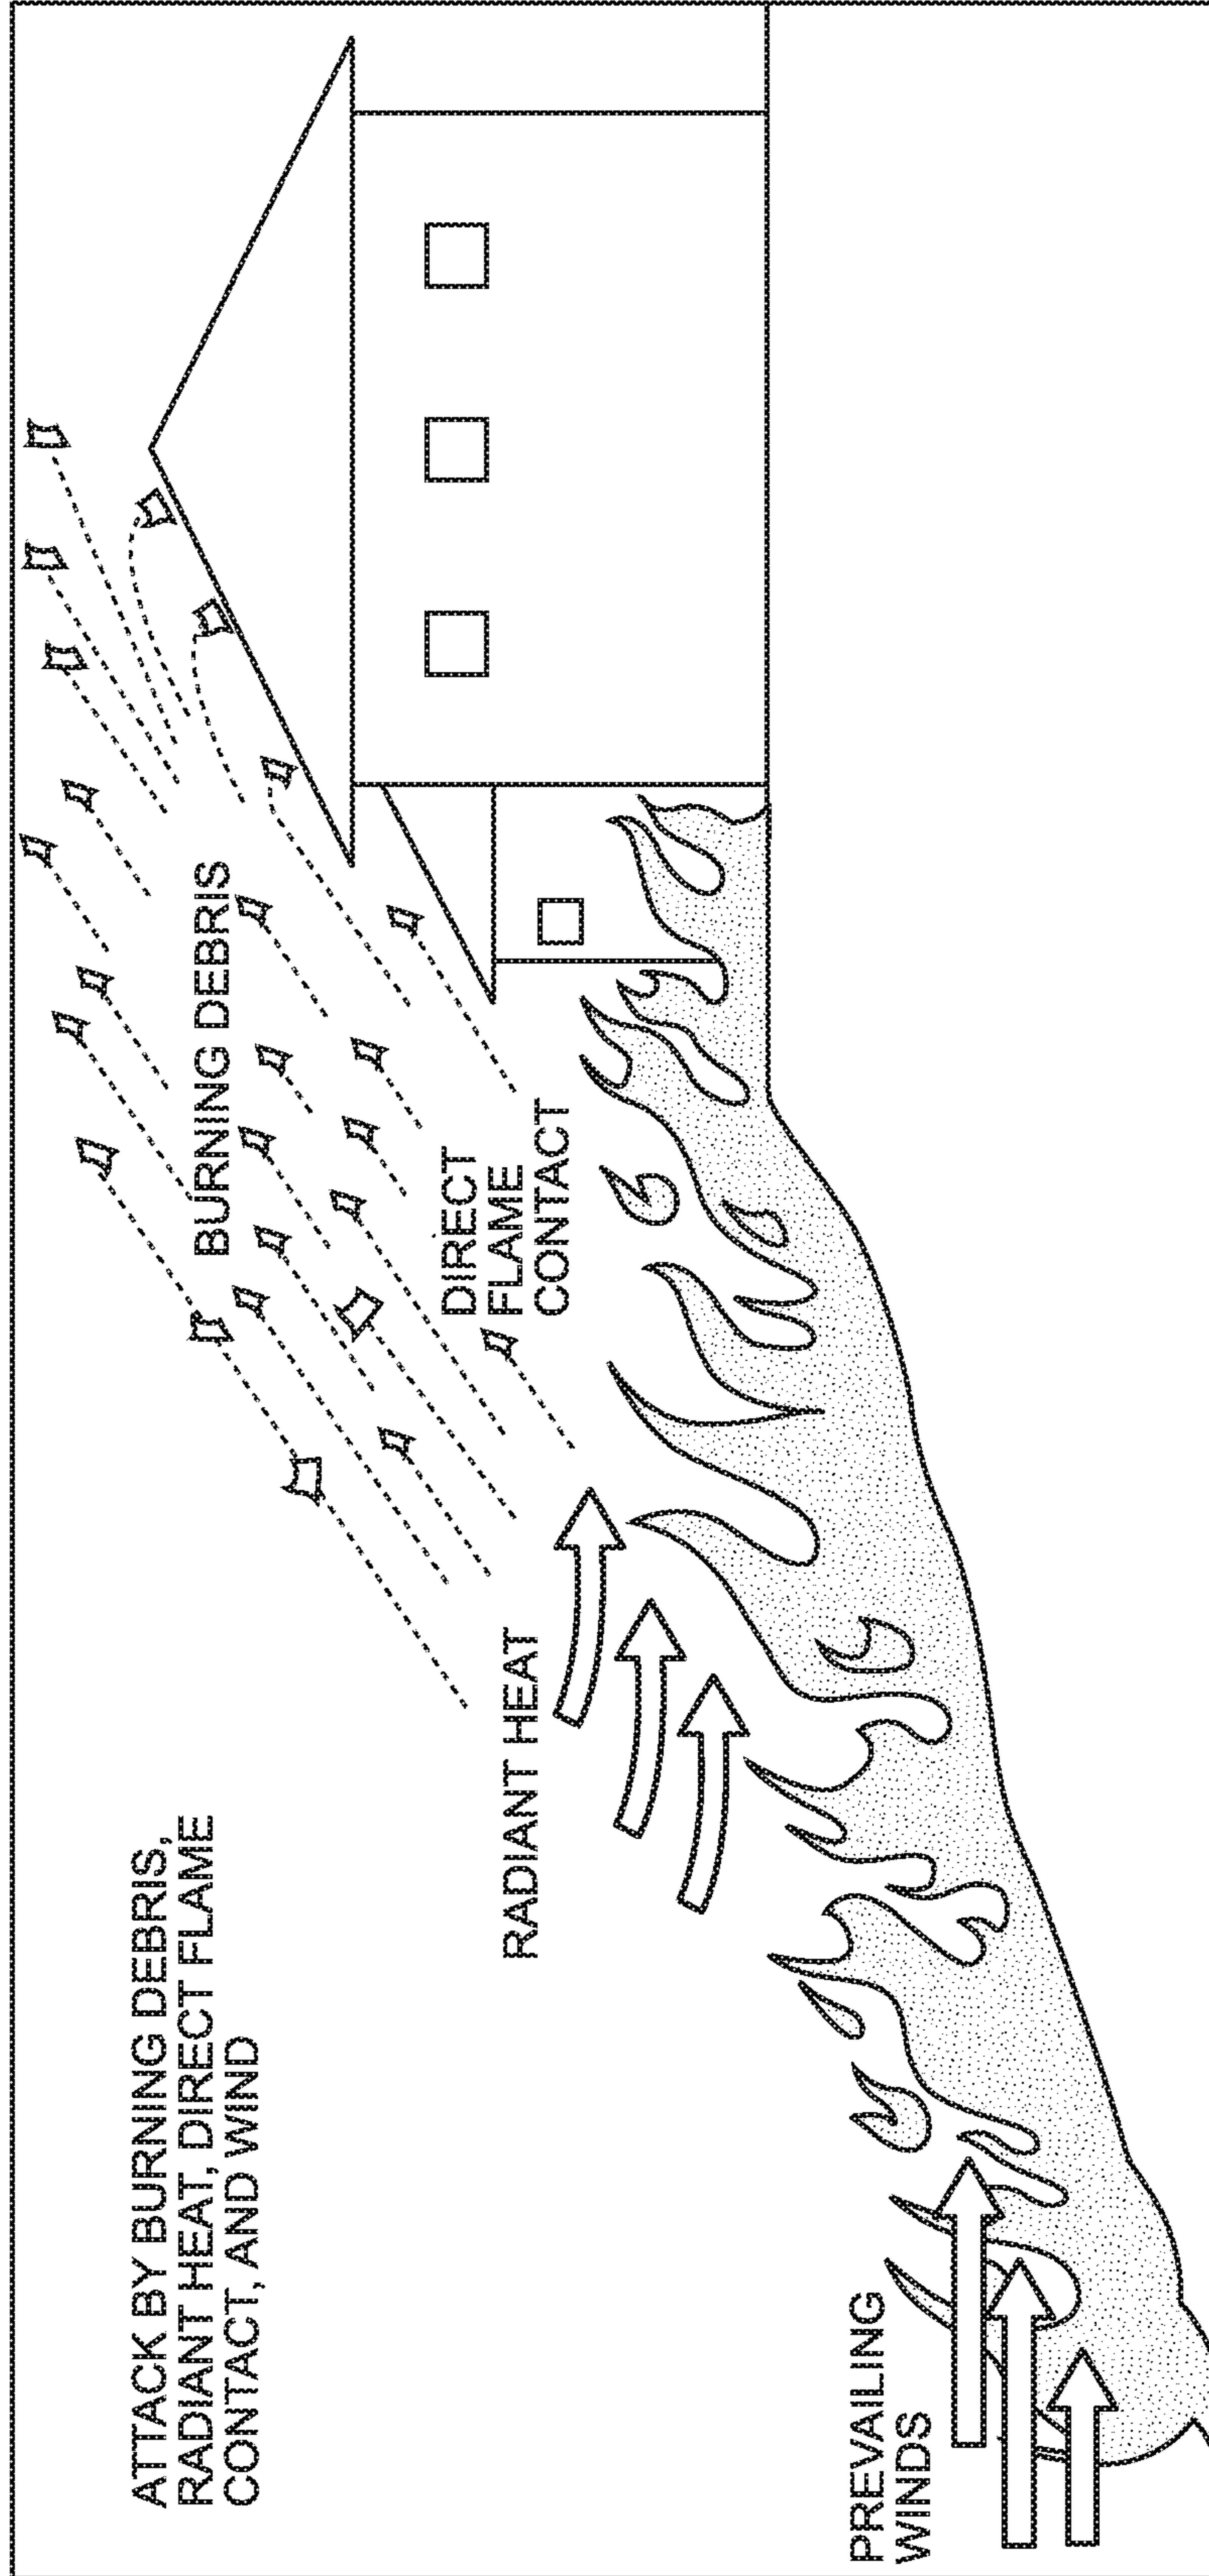 ATTACK BY BURNING DEBRIS,
RADIANT HEAT, DIRECT FLAME
CONTACT, AND WIND
BURNING DEBRIS
DIRECT
FLAME
CONTACT
RADIANT HEAT
PREVAILING
WINDS